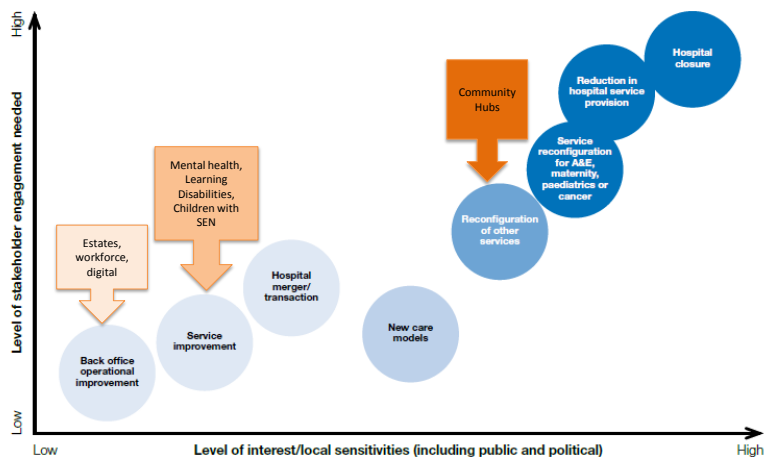 High
Level of stakeholder engagement needed
Low
Hospital
closure
Reduction in
hospital service
provision
Community
Hubs
Service
reconfiguration
for A&E,
maternity,
paediatrics or
cancer
Mental health,
Learning
Disabilities,
Children with
SEN
Reconfiguration
of other
services
Estates,
workforce,
digital
Hospital
merger/
transaction
New care
models
Service
improvement
Back office
operational
improvement
Low
Level of interest/local sensitivities (including public and political)
High